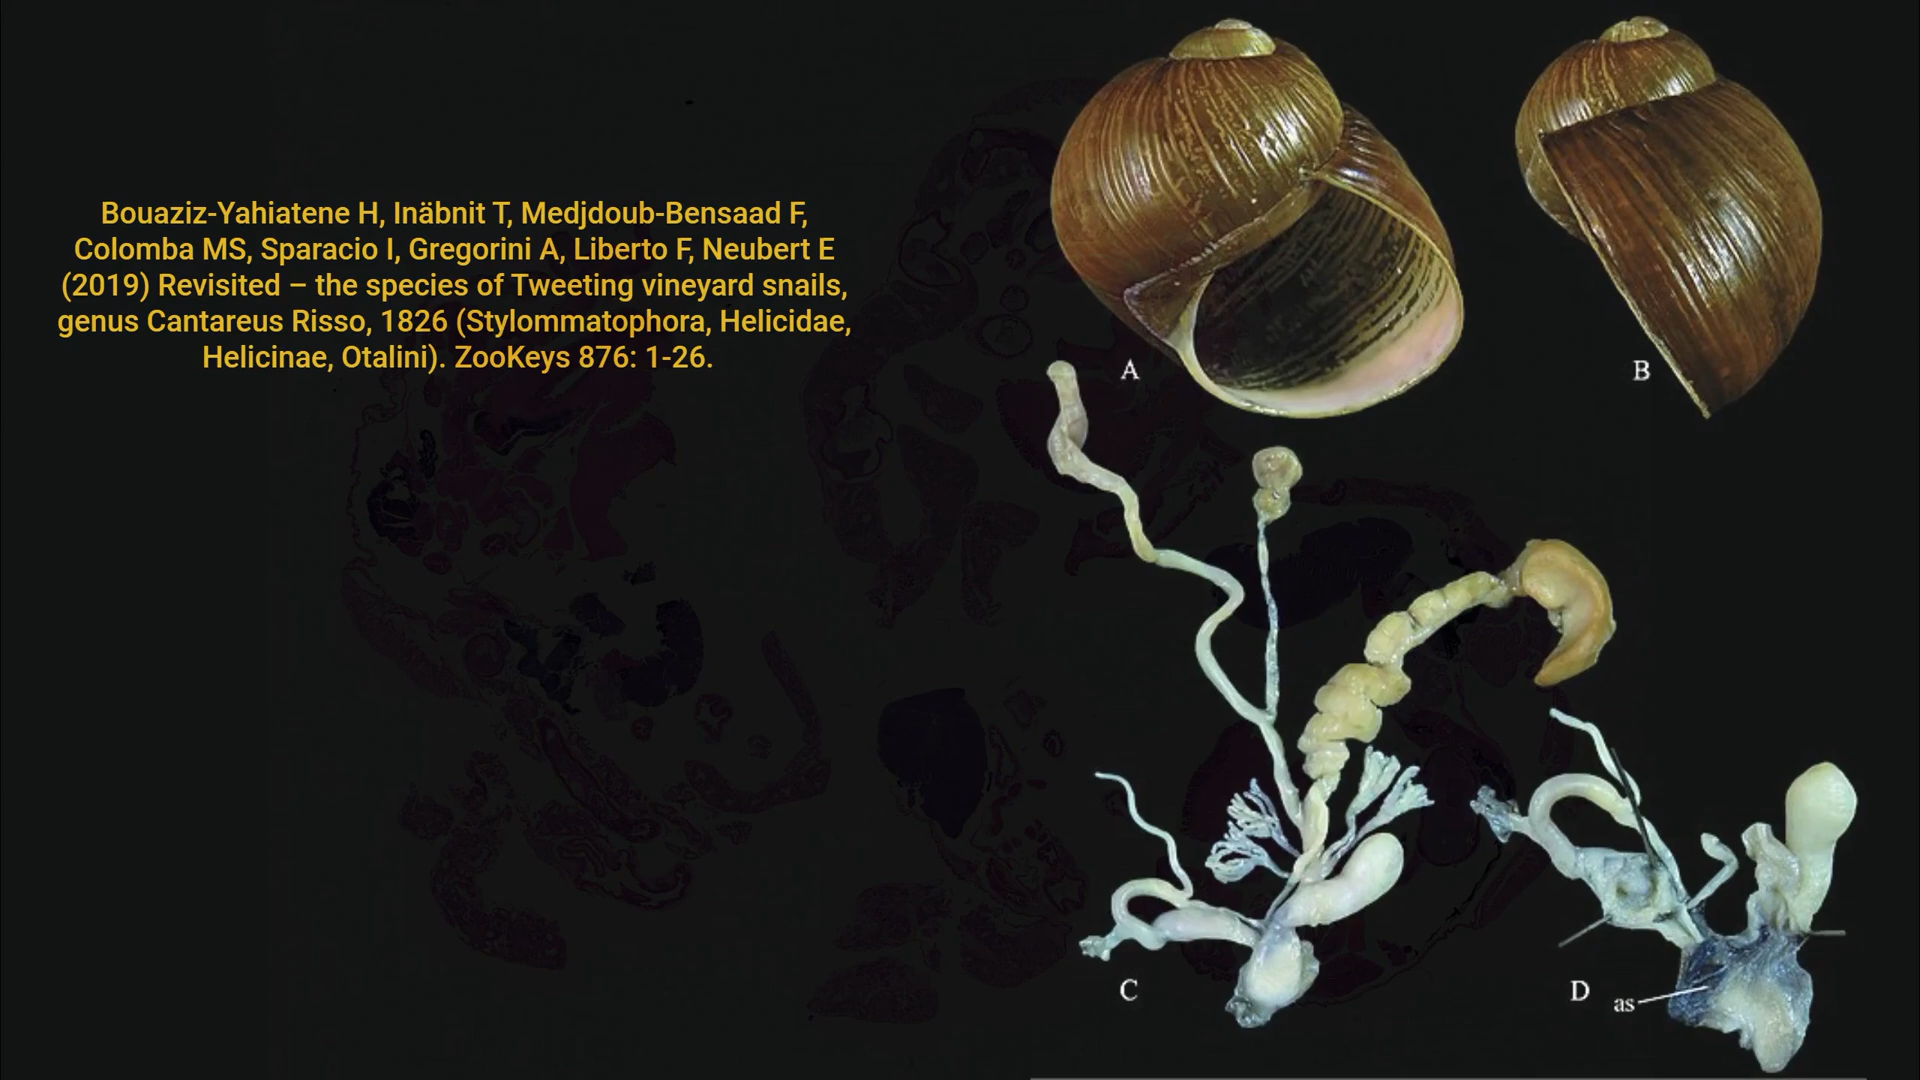 Bouaziz-Yahiatene H, Inäbnit T, Medjdoub-Bensaad F,
Colomba MS, Sparacio I, Gregorini A, Liberto F, Neubert E
(2019) Revisited – the species of Tweeting vineyard snails,
genus Cantareus Risso, 1826 (Stylommatophora, Helicidae,
Helicinae, Otalini). ZooKeys 876: 1-26.
A
B
C
D
as